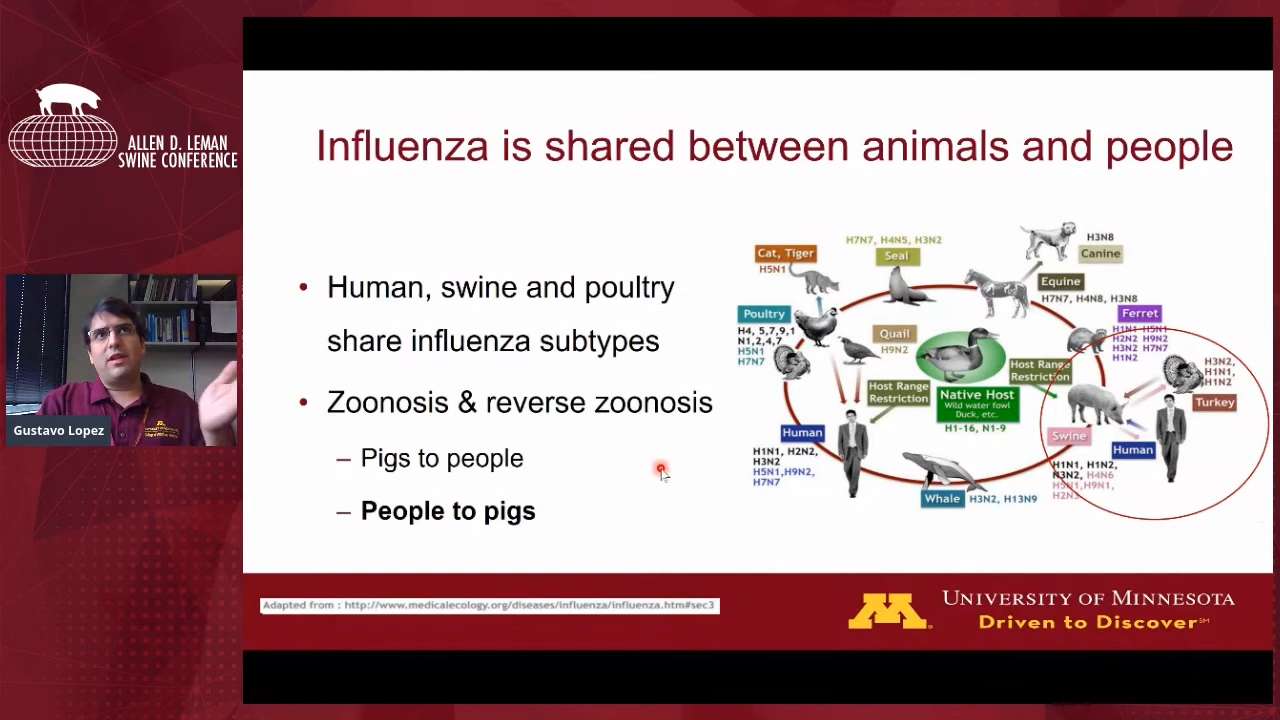 ALLEN D. LEMAN
SWINE CONFERENCE
Gustavo Lopez
Influenza is shared between animals and people
• Human, swine and poultry
share influenza subtypes
• Zoonosis & reverse zoonosis
– Pigs to people
– People to pigs
Cat, Tiger
H5N1
H7N7, H4N5, H3N2
Seal
H3N8
Canine
Equine
H7N7, H4N8, H3N8
Poultry
H4, 5,7,9,1
N1,2,4,7
H5N1
H7N7
Quail
H9N2
Ferret
H1N1 H5N1
H2N2 H9N2
H3N2 H7N7
H1N2
Host Range
Restriction
Host Range
Restriction
Native Host
Wild water fowl
Duck, etc.
H1-16, N1-9
H3N2,
H1N1,
H1N2
Turkey
Human
H1N1, H2N2,
H3N2
H5N1,H9N2,
H7N7
Swine
Human
H1N1, H1N2,
H3N2, H4N6
H5N1,H9N1,
H2N3
Whale
H3N2, H13N9
Adapted from : http://www.medicalecology.org/diseases/influenza/influenza.htm#sec3
M
UNIVERSITY OF MINNESOTA
Driven to Discover℠